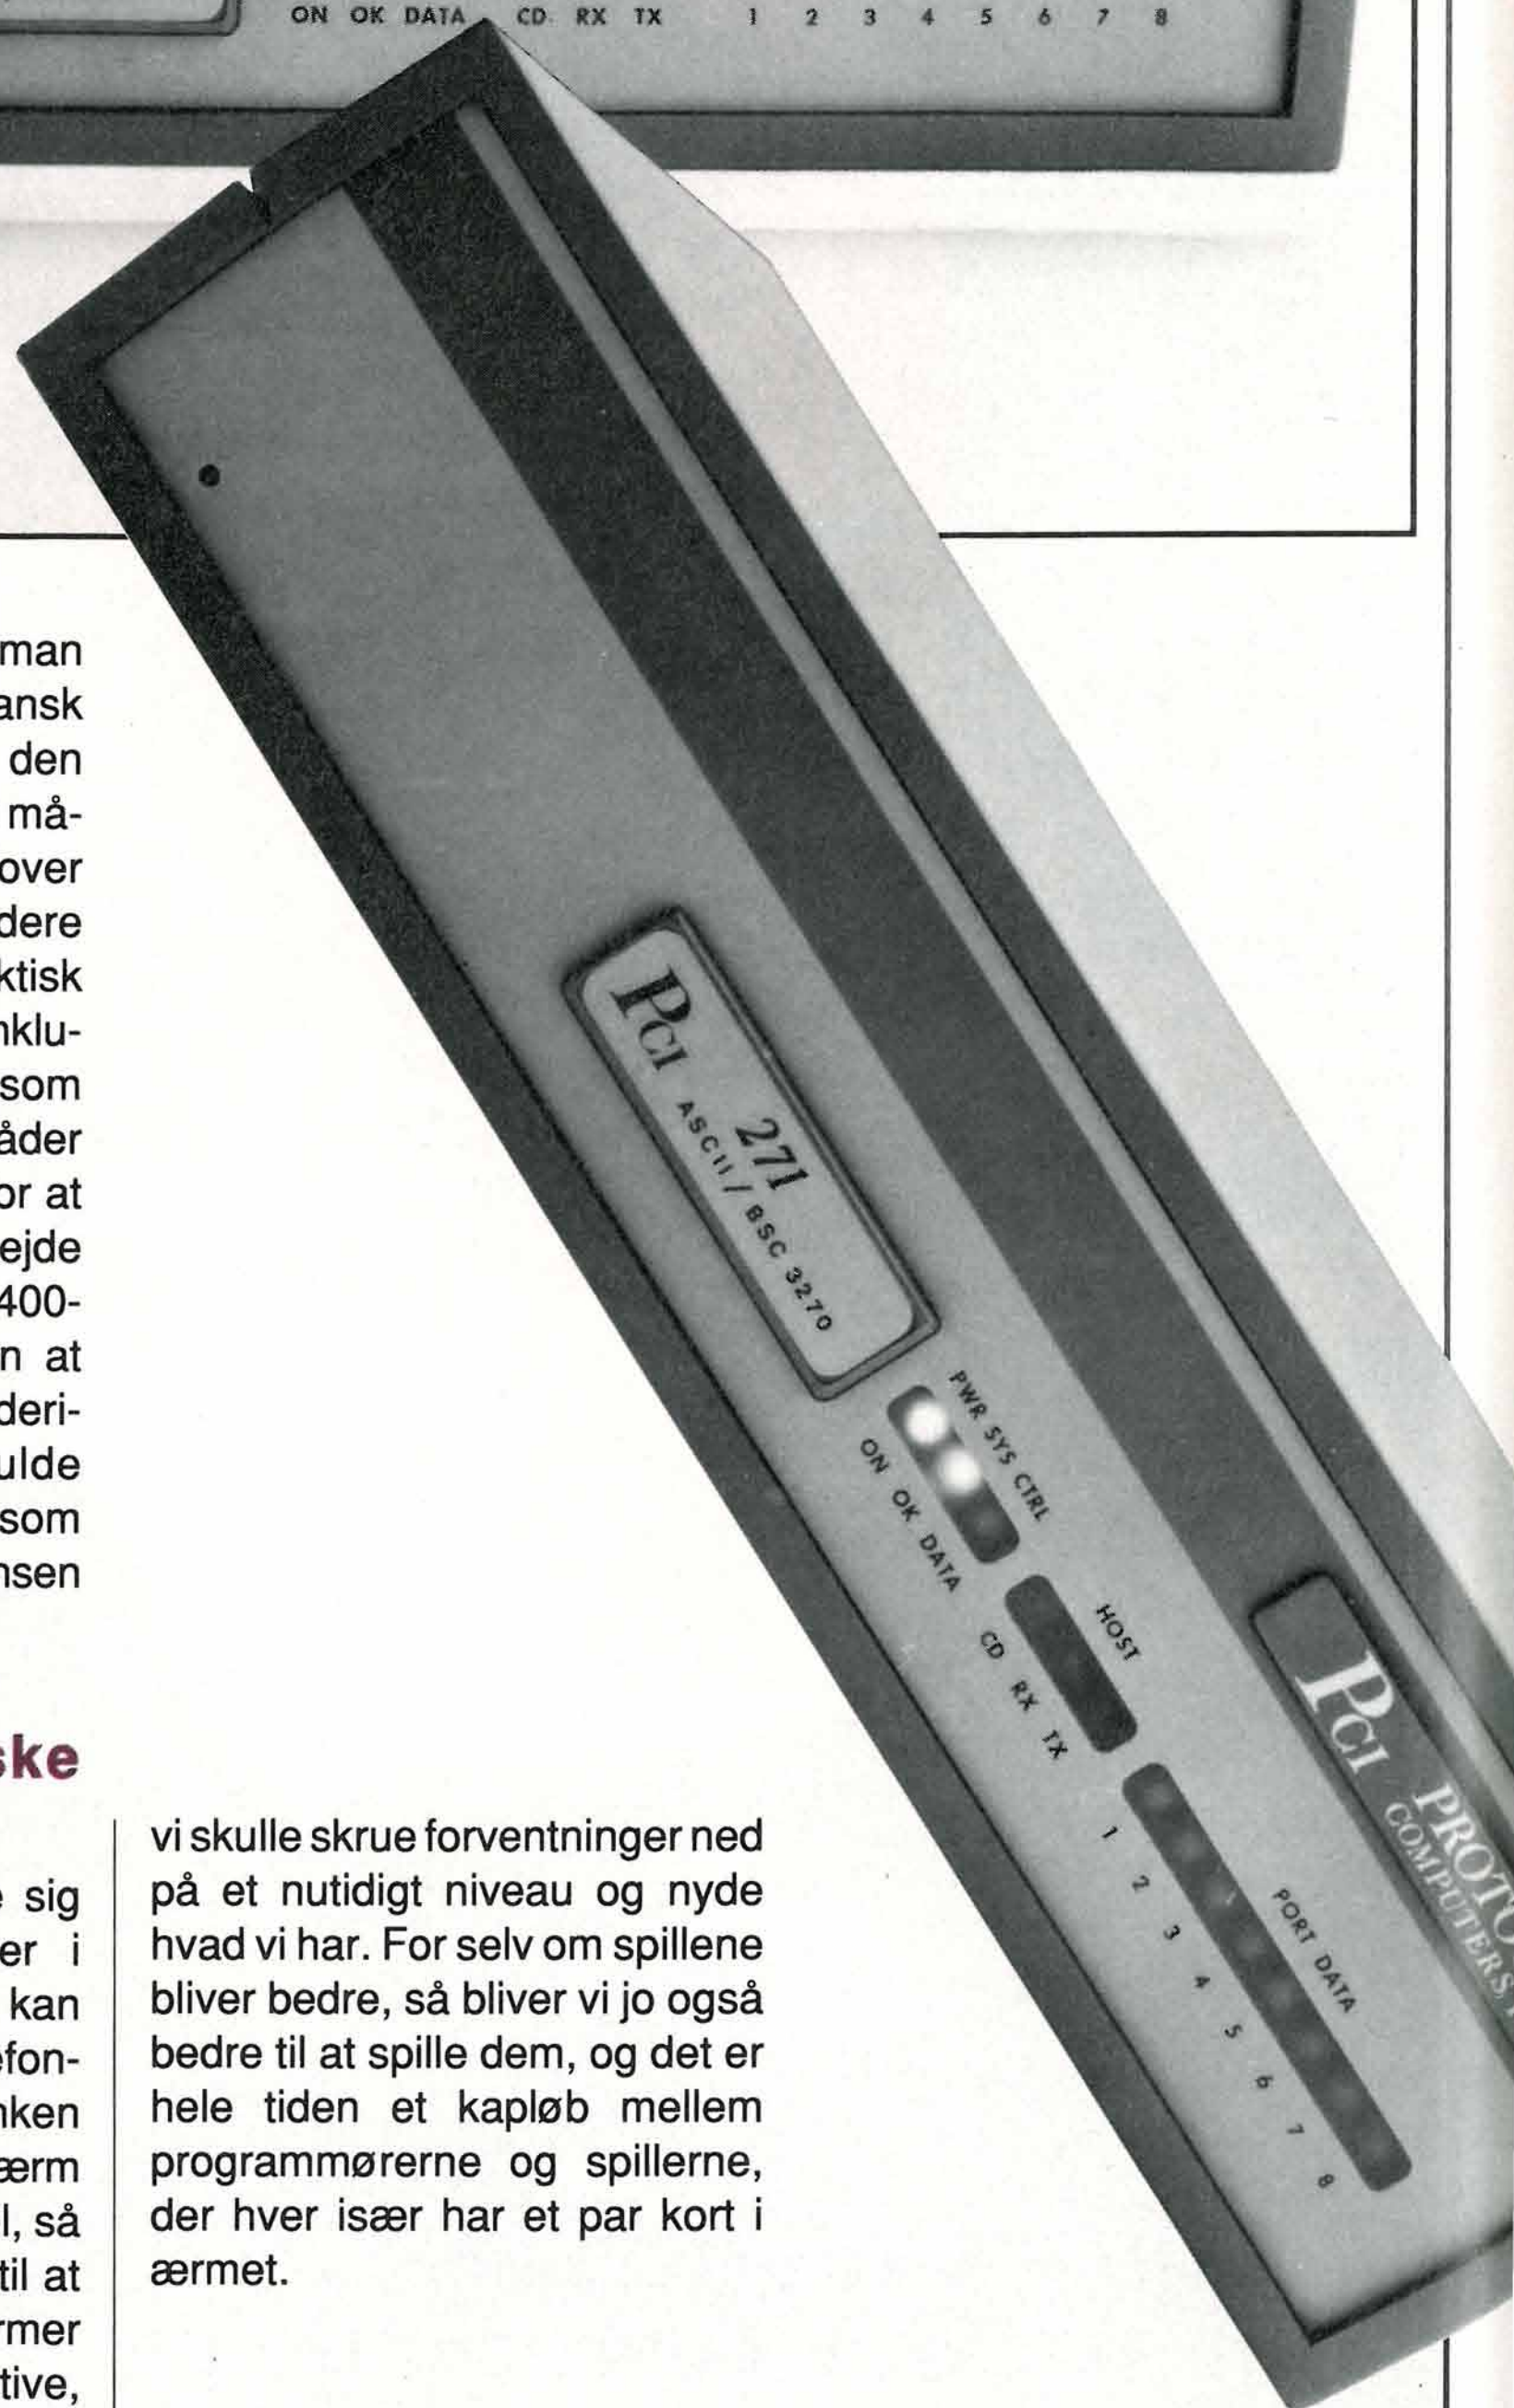 ON OK DATA CD RX TX 1 2 3 4 5 6 7 8
man
ansk
den
må-
over
dere
ktisk
nklu-
som
åder
or at
ejde
400-
n at
deri-
ulde
som
nsen
ske
e sig
er i
kan
efon-
nken
ærm
l, så
til at
rmer
tive,
vi skulle skrue forventninger ned
på et nutidigt niveau og nyde
hvad vi har. For selv om spillene
bliver bedre, så bliver vi jo også
bedre til at spille dem, og det er
hele tiden et kapløb mellem
programmørerne og spillerne,
der hver især har et par kort i
ærmet.
PCI 271
ASCII / BSC 3270
PWR SYS CTRL
ON OK DATA
HOST
CD RX TX
PORT DATA
1 2 3 4 5 6 7 8
PCI PROTO
COMPUTERS